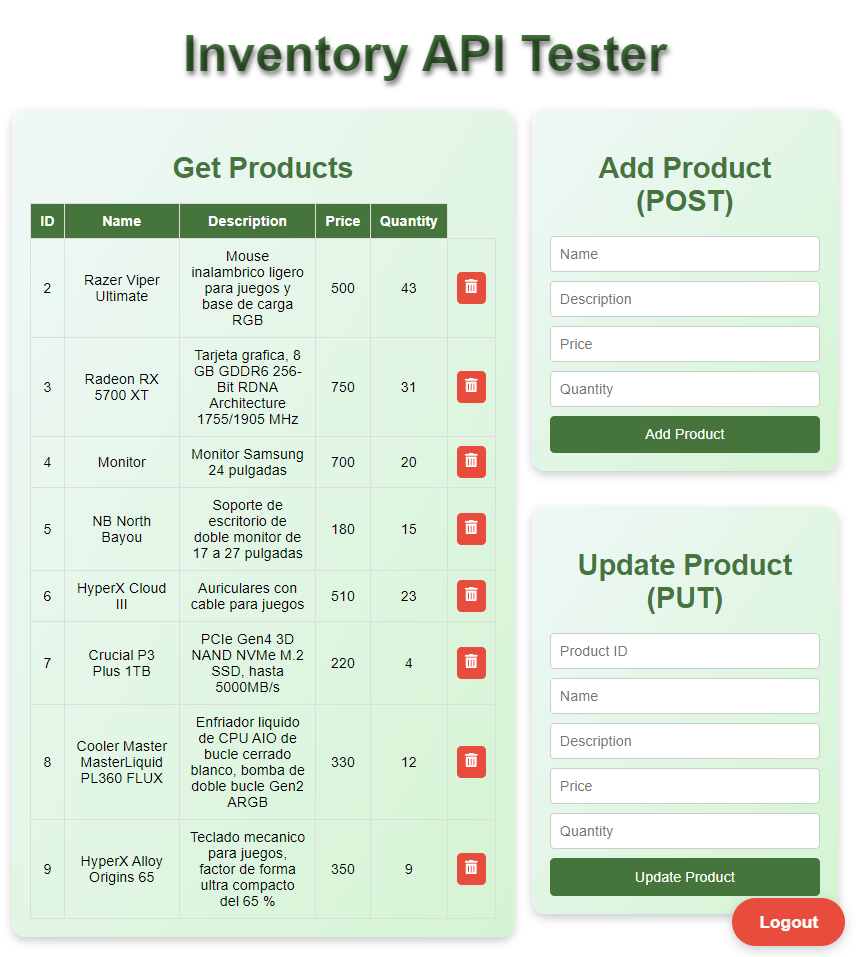 Inventory API Tester
Get Products
ID Name Description Price Quantity
2 Razer Viper Ultimate Mouse inalambrico ligero para juegos y base de carga RGB 500 43
3 Radeon RX 5700 XT Tarjeta grafica, 8 GB GDDR6 256-Bit RDNA Architecture 1755/1905 MHz 750 31
4 Monitor Monitor Samsung 24 pulgadas 700 20
5 NB North Bayou Soporte de escritorio de doble monitor de 17 a 27 pulgadas 180 15
6 HyperX Cloud III Auriculares con cable para juegos 510 23
7 Crucial P3 Plus 1TB PCIe Gen4 3D NAND NVMe M.2 SSD, hasta 5000MB/s 220 4
8 Cooler Master MasterLiquid PL360 FLUX Enfriador liquido de CPU AIO de bucle cerrado blanco, bomba de doble bucle Gen2 ARGB 330 12
9 HyperX Alloy Origins 65 Teclado mecanico para juegos, factor de forma ultra compacto del 65 % 350 9
Add Product
(POST)
Name
Description
Price
Quantity
Add Product
Update Product
(PUT)
Product ID
Name
Description
Price
Quantity
Update Product
Logout